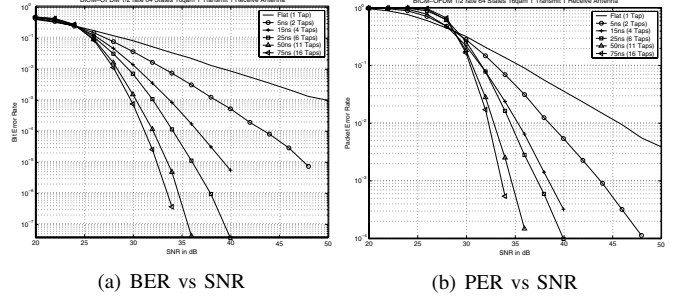 BICM-OFDM 1/2 rate 64 States 16qam 1 Transmit 1 Receive Antenna
Bit Error Rate
10^0
10^-1
10^-2
10^-3
10^-4
10^-5
10^-6
10^-7
Flat (1 Tap)
5ns (2 Taps)
15ns (4 Taps)
25ns (6 Taps)
50ns (11 Taps)
75ns (16 Taps)
20 25 30 35 40 45 50
SNR in dB
(a) BER vs SNR
BICM-OFDM 1/2 rate 64 States 16qam 1 Transmit 1 Receive Antenna
Packet Error Rate
10^0
10^-1
10^-2
10^-3
10^-4
Flat (1 Tap)
5ns (2 Taps)
15ns (4 Taps)
25ns (6 Taps)
50ns (11 Taps)
75ns (16 Taps)
20 25 30 35 40 45 50
SNR in dB
(b) PER vs SNR